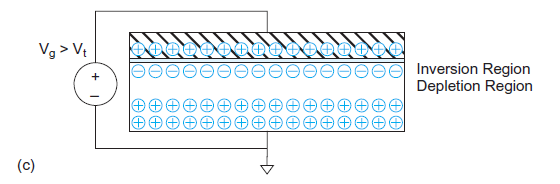 Vg > Vt
+
−
Inversion Region
Depletion Region
(c)